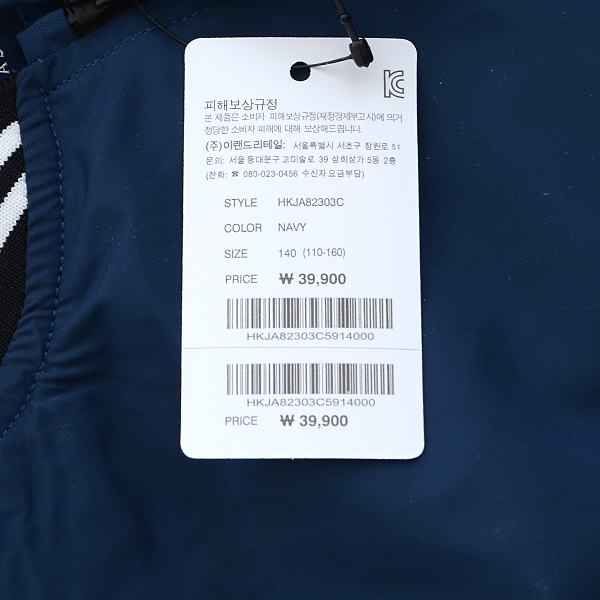 피해보상규정
본 제품은 소비자 피해보상규정(재정경제부고시)에 의거
정당한 소비자 피해에 대해 보상해드립니다.
(주)이랜드리테일: 서울특별시 서초구 잠원로 51
문의: 서울 동대문구 고미술로 39 삼희상가 5동 2층
(잔화: ☎ 080-023-0456 수신자 요금부담)
STYLE HKJA82303C
COLOR NAVY
SIZE 140 (110-160)
PRICE ₩ 39,900
HKJA82303C5914000
HKJA82303C5914000
PRICE ₩ 39,900